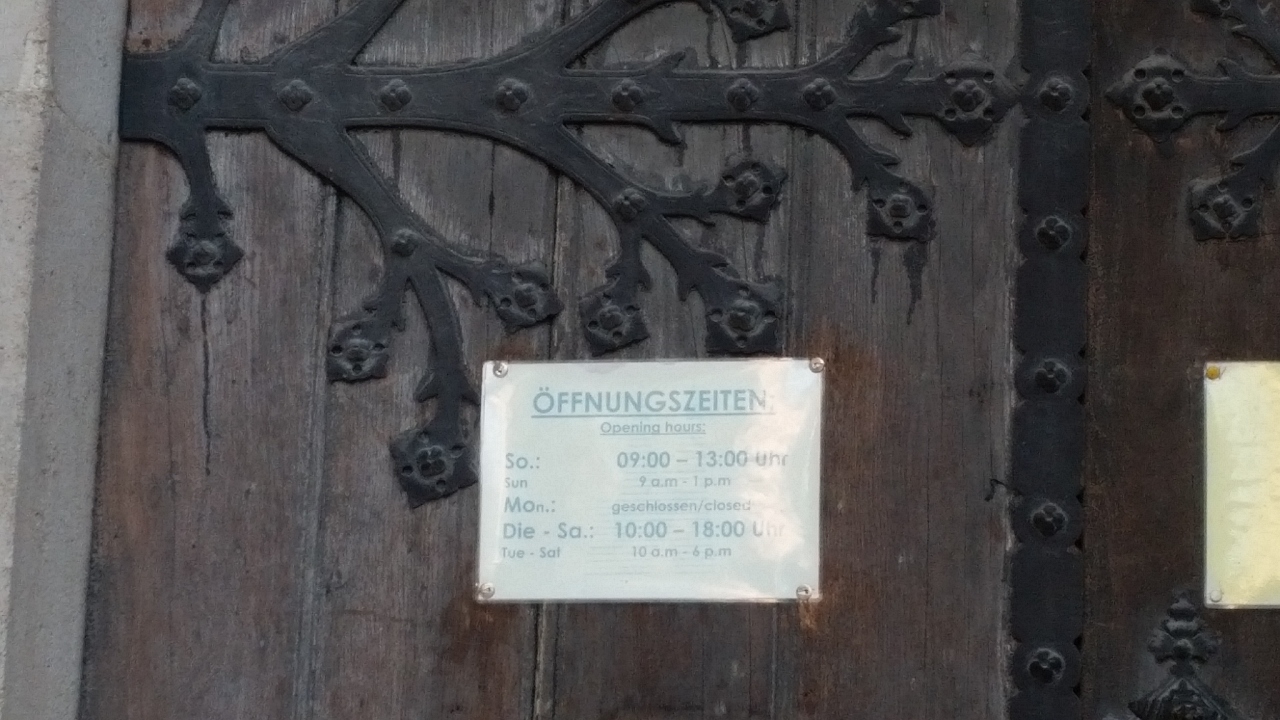 ÖFFNUNGSZEITEN:
Opening hours:
So.: 09:00 – 13:00 Uhr
Sun 9 a.m - 1 p.m
Mon.: geschlossen/closed
Die - Sa.: 10:00 – 18:00 Uhr
Tue - Sat 10 a.m - 6 p.m